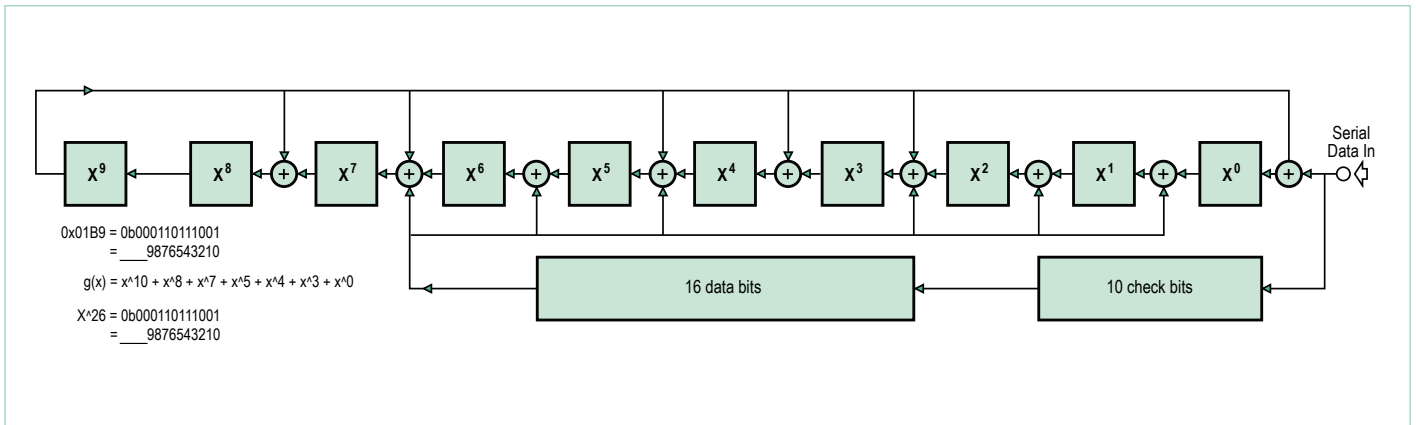 Serial
Data In
X⁹
X⁸
+
X⁷
+
X⁶
+
X⁵
+
X⁴
+
X³
+
X²
+
X¹
+
X⁰
+
0x01B9 = 0b000110111001
= ____9876543210
g(x) = x^10 + x^8 + x^7 + x^5 + x^4 + x^3 + x^0
X^26 = 0b000110111001
= ____9876543210
16 data bits
10 check bits